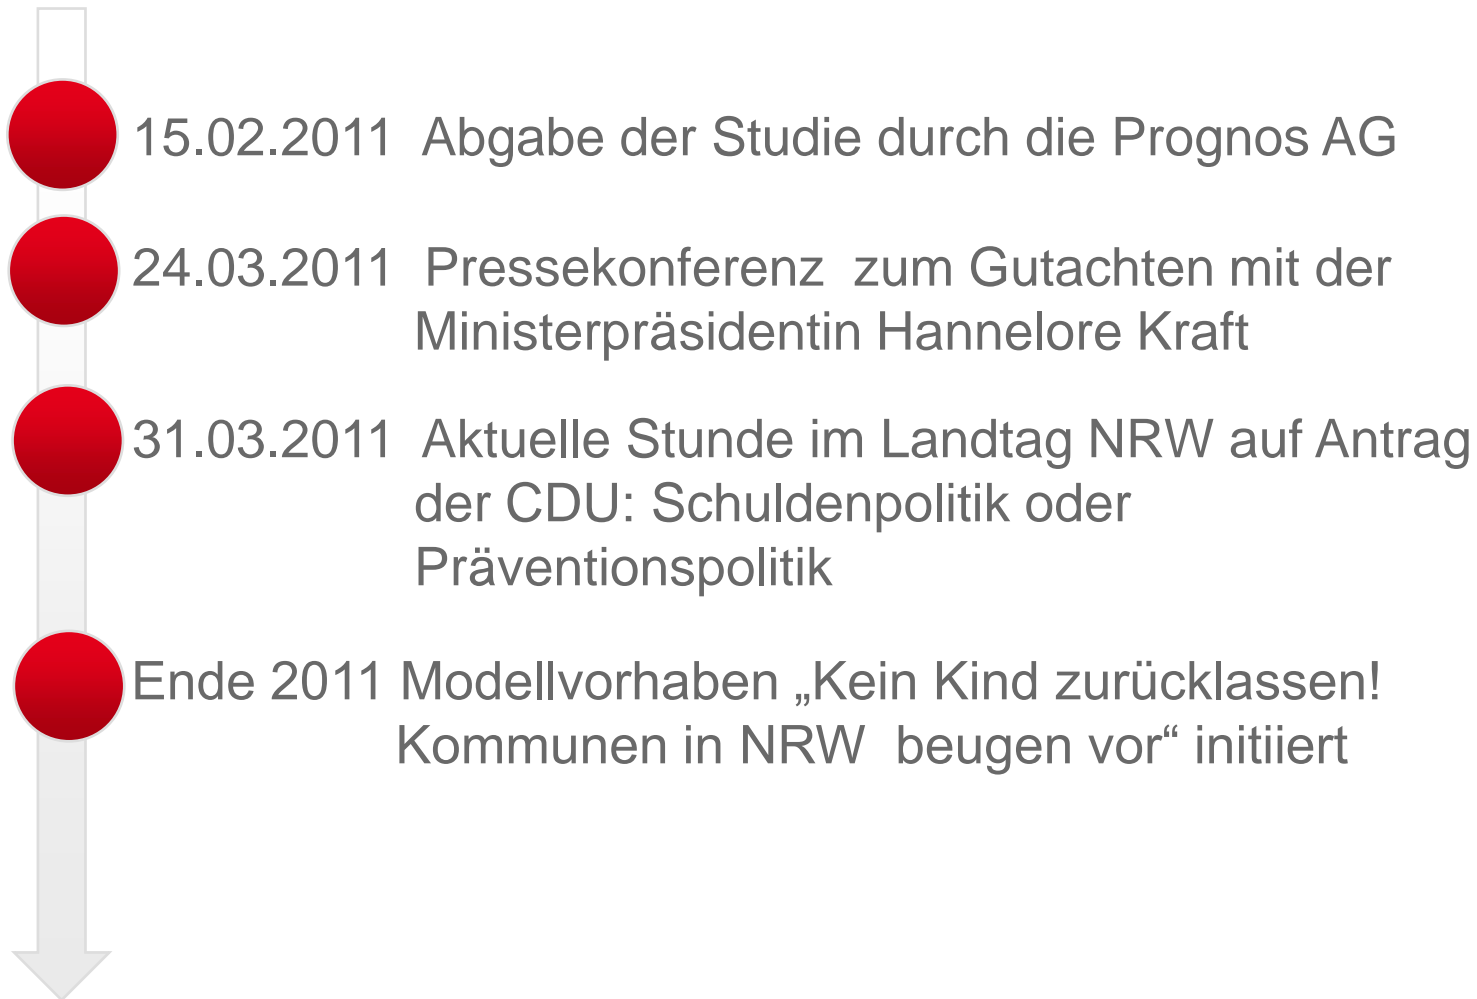 15.02.2011 Abgabe der Studie durch die Prognos AG
24.03.2011 Pressekonferenz zum Gutachten mit der
Ministerpräsidentin Hannelore Kraft
31.03.2011 Aktuelle Stunde im Landtag NRW auf Antrag
der CDU: Schuldenpolitik oder
Präventionspolitik
Ende 2011 Modellvorhaben „Kein Kind zurücklassen!
Kommunen in NRW beugen vor“ initiiert